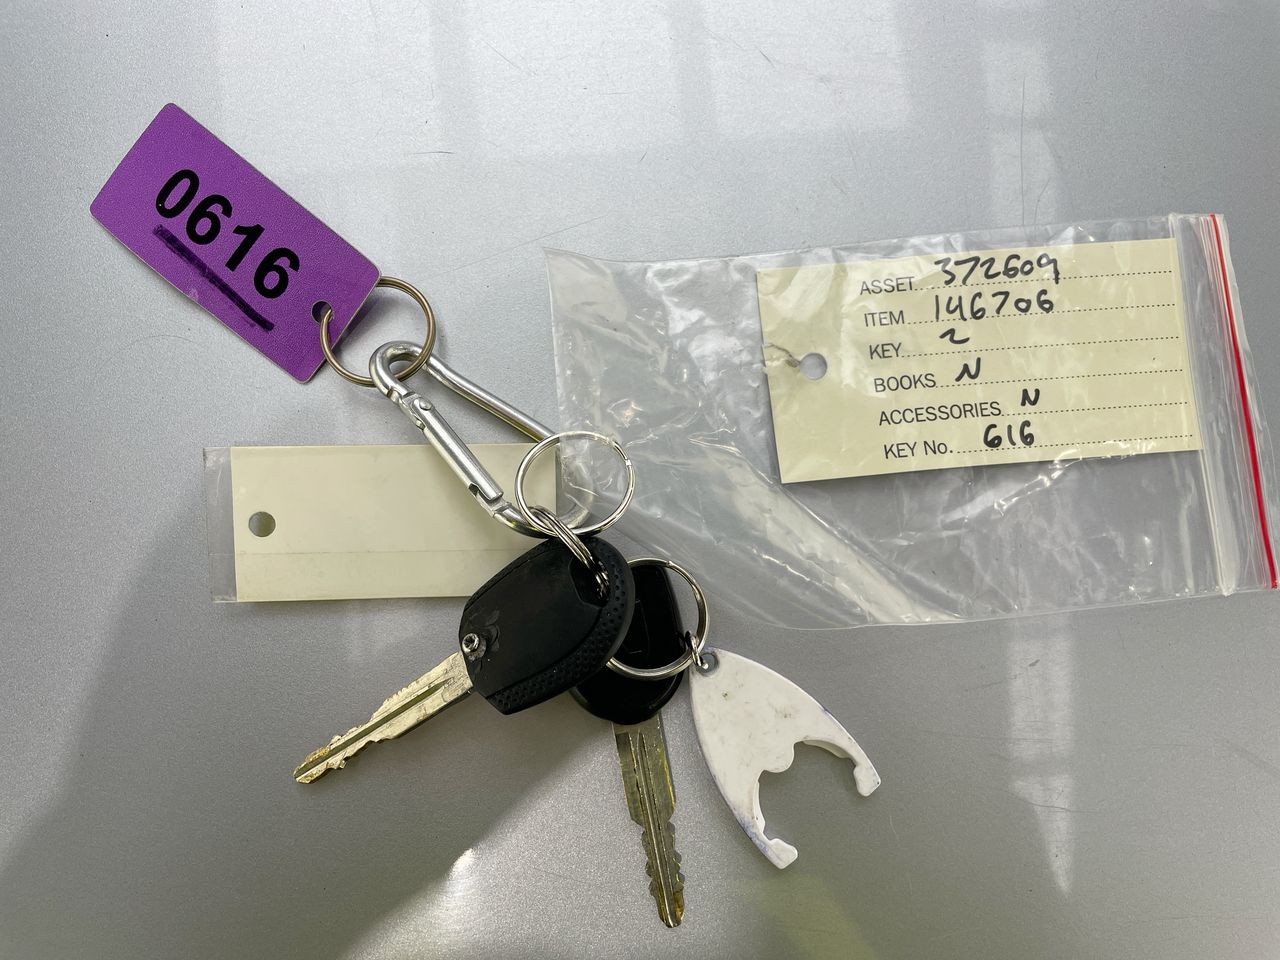 0616
ASSET 372609
ITEM 146706
KEY 2
BOOKS N
ACCESSORIES N
KEY No. 616